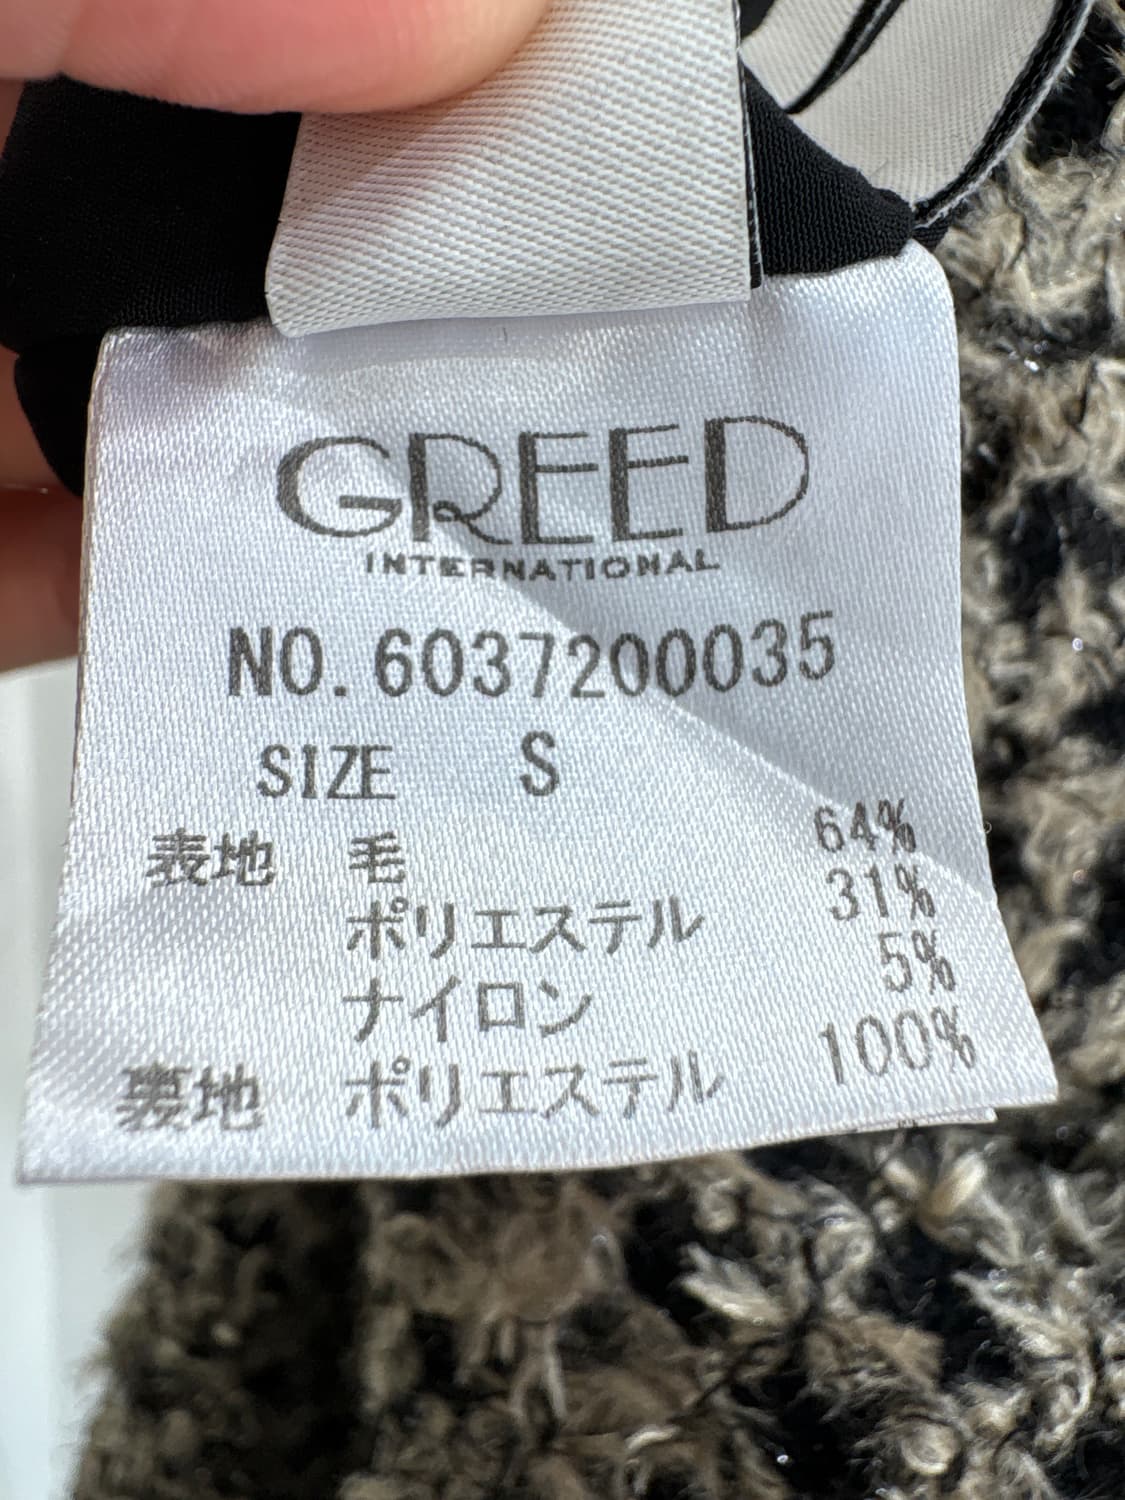 GREED
INTERNATIONAL
NO. 6037200035
SIZE S
表地 毛 64%
ポリエステル 31%
ナイロン 5%
裏地 ポリエステル 100%